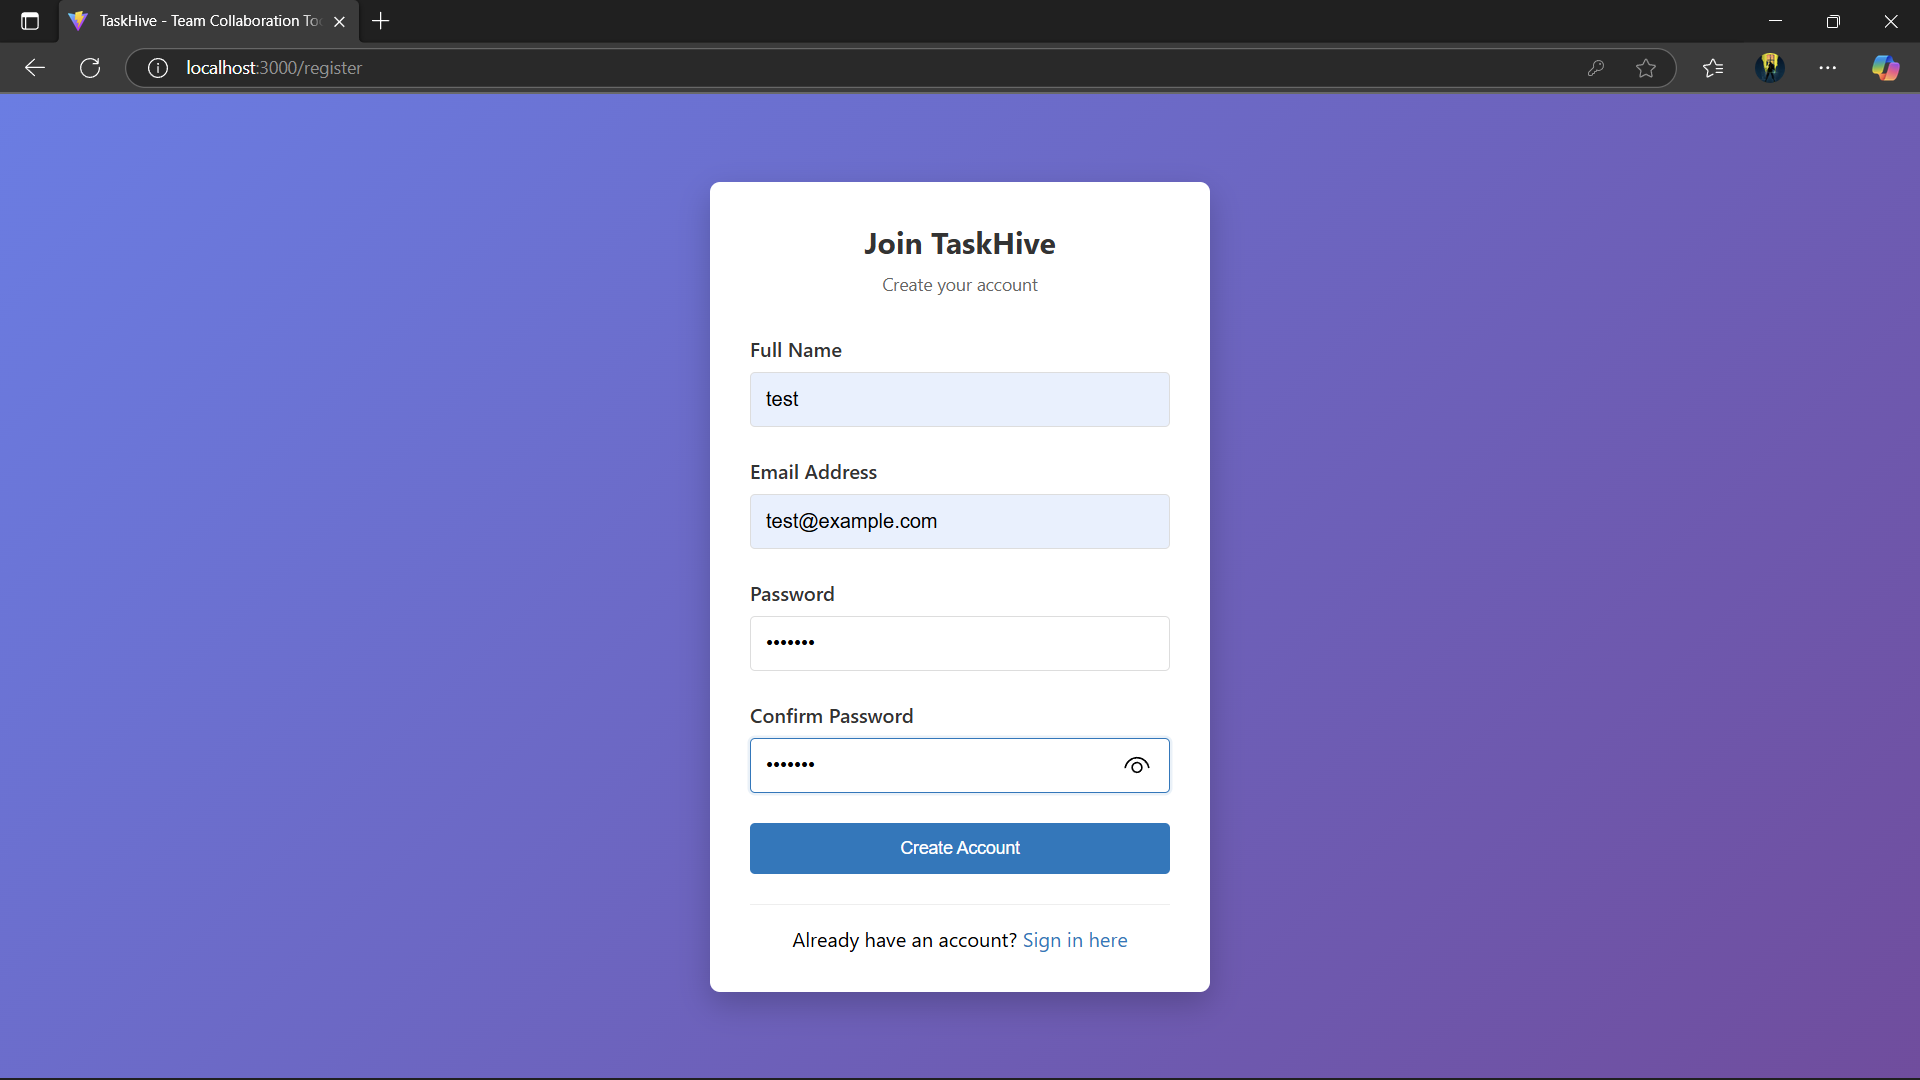 TaskHive - Team Collaboration To
localhost:3000/register
Join TaskHive
Create your account
Full Name
test
Email Address
test@example.com
Password
•••••••
Confirm Password
•••••••
Create Account
Already have an account? Sign in here